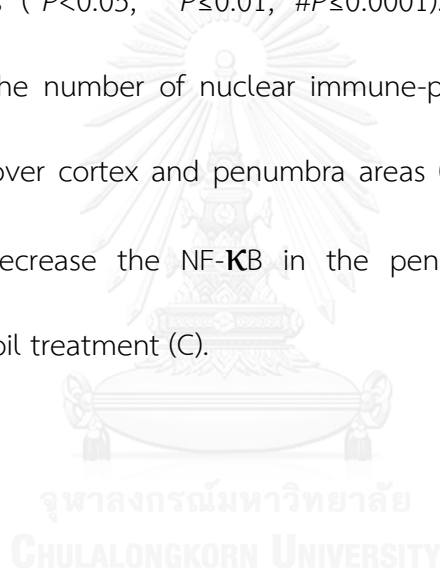 P<0.05, P≤0.01, #P≤0.0001).
he number of nuclear immune-p
over cortex and penumbra areas
ecrease the NF-κB in the pen
oil treatment (C).
จุฬาลงกรณ์มหาวิทยาลัย
CHULALONGKORN UNIVERSITY